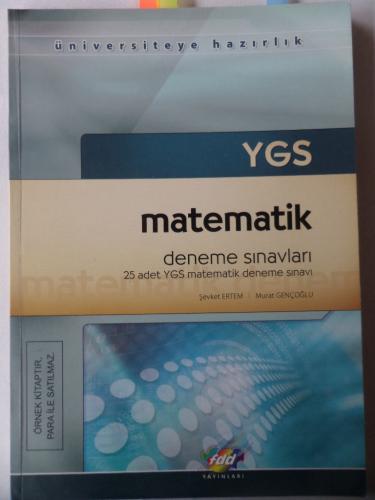 üniversiteye hazırlık
YGS
matematik
deneme sınavları
25 adet YGS matematik deneme sınavı
Şevket ERTEM | Murat GENÇOĞLU
ÖRNEK KİTAPTIR,
PARA İLE SATILMAZ.
fdd
YAYINLARI